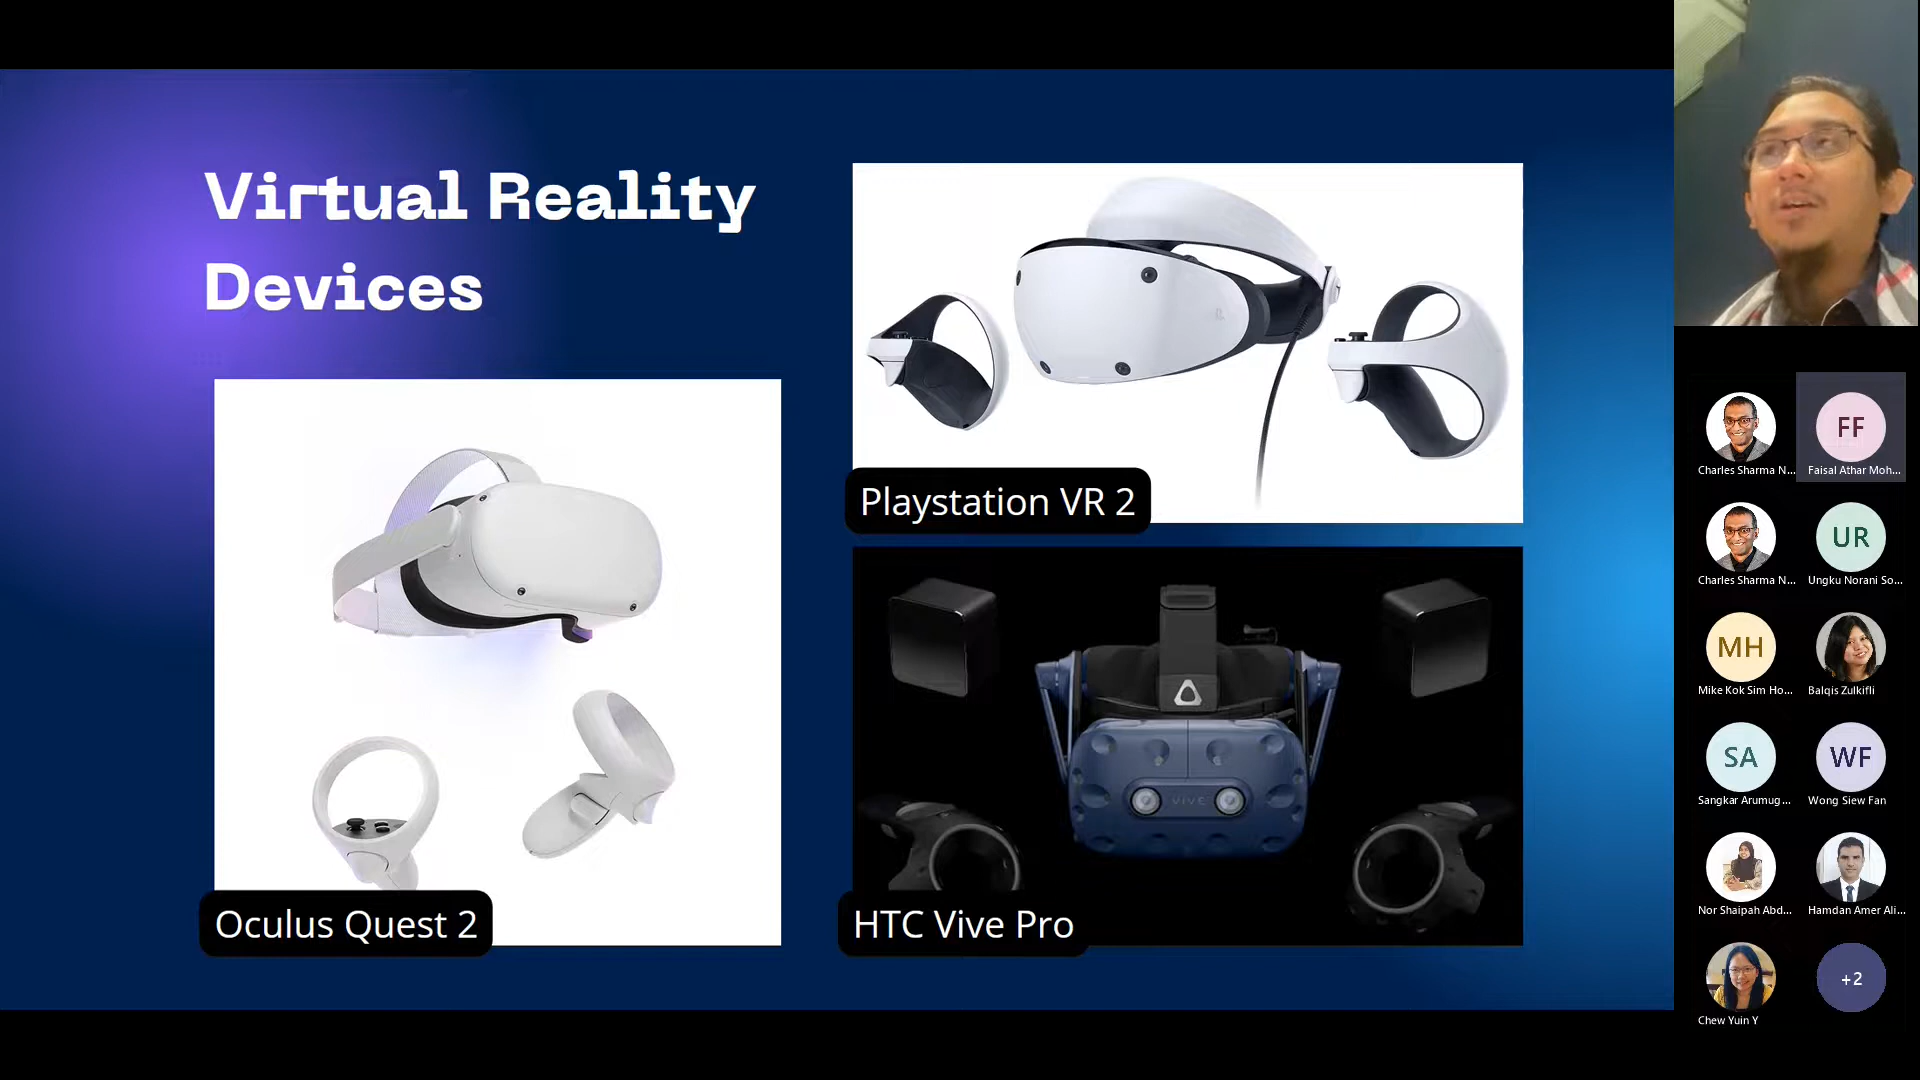 Virtual Reality
Devices
Playstation VR 2
Oculus Quest 2
VIVE
HTC Vive Pro
Charles Sharma N...
FF
Faisal Athar Moh...
Charles Sharma N...
UR
Ungku Norani So...
MH
Mike Kok Sim Ho...
Balqis Zulkifli
SA
Sangkar Arumug...
WF
Wong Siew Fan
Nor Shaipah Abd...
Hamdan Amer Ali...
Chew Yuin Y
+2